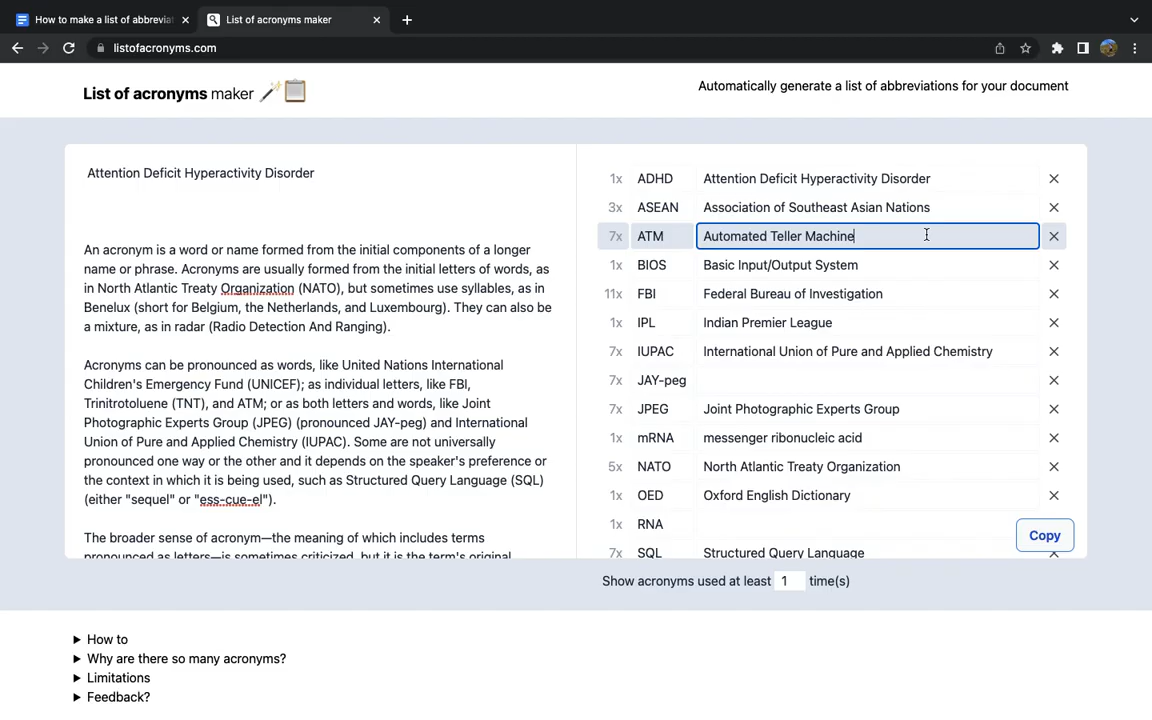 How to make a list of abbrevia
List of acronyms maker
listofacronyms.com
List of acronyms maker
Automatically generate a list of abbreviations for your document
Attention Deficit Hyperactivity Disorder
An acronym is a word or name formed from the initial components of a longer
name or phrase. Acronyms are usually formed from the initial letters of words, as
in North Atlantic Treaty Organization (NATO), but sometimes use syllables, as in
Benelux (short for Belgium, the Netherlands, and Luxembourg). They can also be
a mixture, as in radar (Radio Detection And Ranging).
Acronyms can be pronounced as words, like United Nations International
Children's Emergency Fund (UNICEF); as individual letters, like FBI,
Trinitrotoluene (TNT), and ATM; or as both letters and words, like Joint
Photographic Experts Group (JPEG) (pronounced JAY-peg) and International
Union of Pure and Applied Chemistry (IUPAC). Some are not universally
pronounced one way or the other and it depends on the speaker's preference or
the context in which it is being used, such as Structured Query Language (SQL)
(either "sequel" or "ess-cue-el").
The broader sense of acronym—the meaning of which includes terms
pronounced as letters—is sometimes criticized, but it is the term's original
1x ADHD Attention Deficit Hyperactivity Disorder
3x ASEAN Association of Southeast Asian Nations
7x ATM Automated Teller Machine
1x BIOS Basic Input/Output System
11x FBI Federal Bureau of Investigation
1x IPL Indian Premier League
7x IUPAC International Union of Pure and Applied Chemistry
7x JAY-peg
7x JPEG Joint Photographic Experts Group
1x mRNA messenger ribonucleic acid
5x NATO North Atlantic Treaty Organization
1x OED Oxford English Dictionary
1x RNA
7x SQL Structured Query Language
Copy
Show acronyms used at least 1 time(s)
How to
Why are there so many acronyms?
Limitations
Feedback?